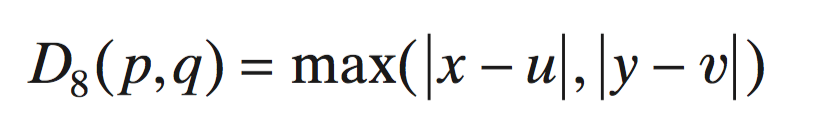 D₈(p,q) = max(|x − u|,|y − v|)